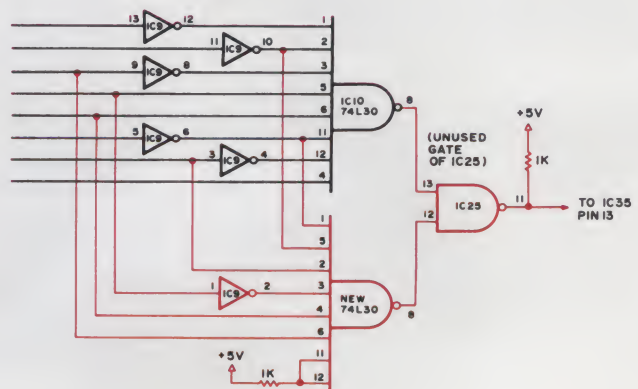 13 IC9 12 1
11 IC9 10 2
9 IC9 8 3
5
IC10
74L30
8
6
5 IC9 6 11
3 IC9 4 12
4
(UNUSED
GATE
OF IC25)
+5V
1K
13
12
IC25
11
TO IC35
PIN 13
1
5
2
1 IC9 2 3
NEW
74L30
8
4
6
+5V
1K
11
12